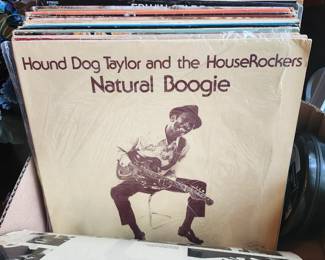 Hound Dog Taylor and the HouseRockers
Natural Boogie